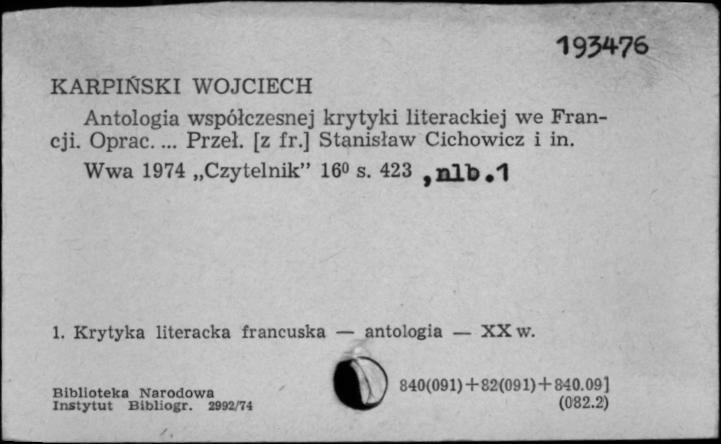 193476
KARPIŃSKI WOJCIECH
Antologia współczesnej krytyki literackiej we Fran-
cji. Oprac. ... Przeł. [z fr.] Stanisław Cichowicz i in.
Wwa 1974 „Czytelnik” 16⁰ s. 423 , nlb.1
1. Krytyka literacka francuska — antologia — XX w.
840(091)+82(091)+840.09]
(082.2)
Biblioteka Narodowa
Instytut Bibliogr. 2992/74